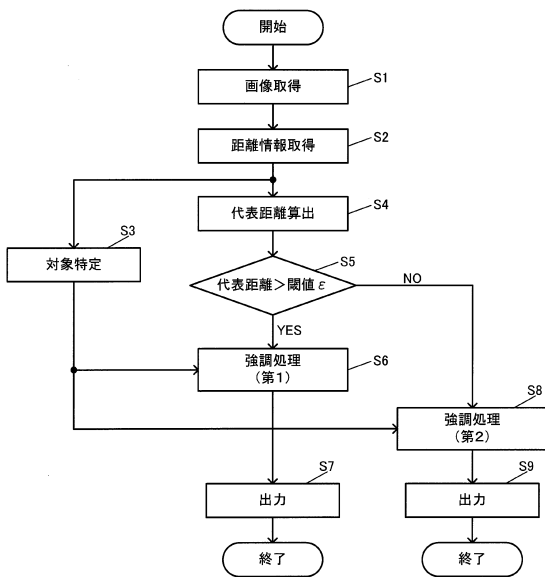 開始
画像取得
S1
距離情報取得
S2
代表距離算出
S4
S3
対象特定
S5
代表距離>閾値ε
NO
YES
強調処理
(第1)
S6
S8
強調処理
(第2)
S7
出力
S9
出力
終了
終了